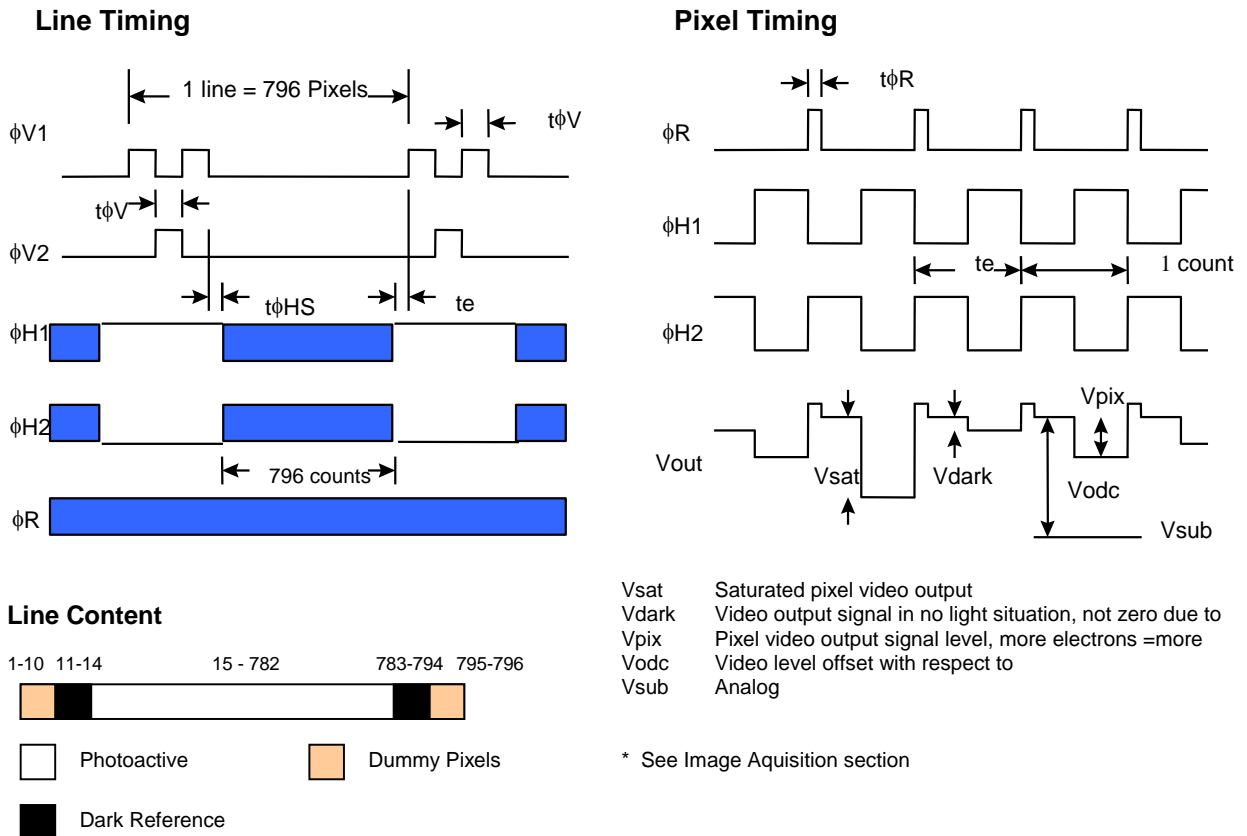 Line Timing
1 line = 796 Pixels
tϕV
ϕV1
tϕV
ϕV2
tϕHS
te
ϕH1
ϕH2
796 counts
ϕR
Line Content
1-10 11-14 15 - 782 783-794 795-796
Photoactive
Dummy Pixels
Dark Reference
Pixel Timing
tϕR
ϕR
ϕH1
te
1 count
ϕH2
Vpix
Vout
Vsat
Vdark
Vodc
Vsub
Vsat Saturated pixel video output
Vdark Video output signal in no light situation, not zero due to
Vpix Pixel video output signal level, more electrons =more
Vodc Video level offset with respect to
Vsub Analog
* See Image Aquisition section